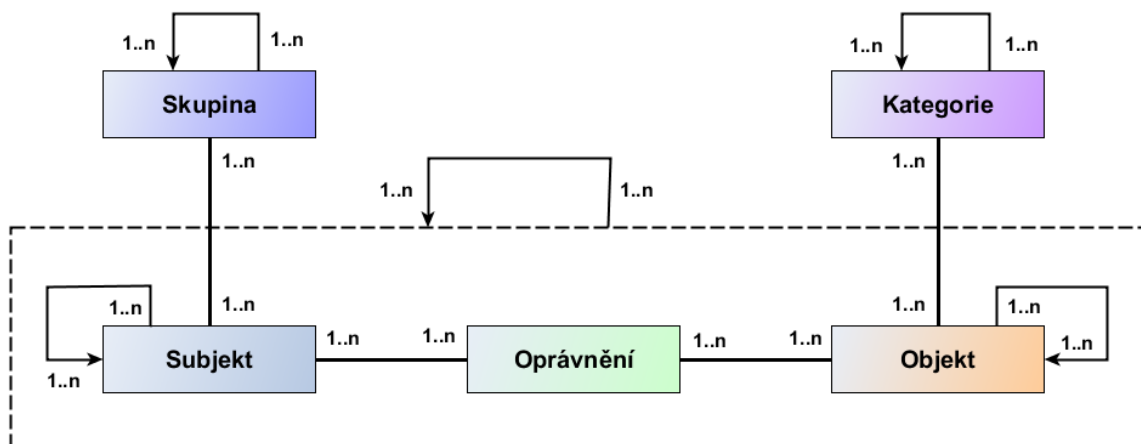 1..n 1..n 1..n 1..n
Skupina Kategorie
1..n 1..n
1..n 1..n
1..n 1..n 1..n 1..n
1..n 1..n 1..n 1..n 1..n
Subjekt Oprávnění Objekt
1..n